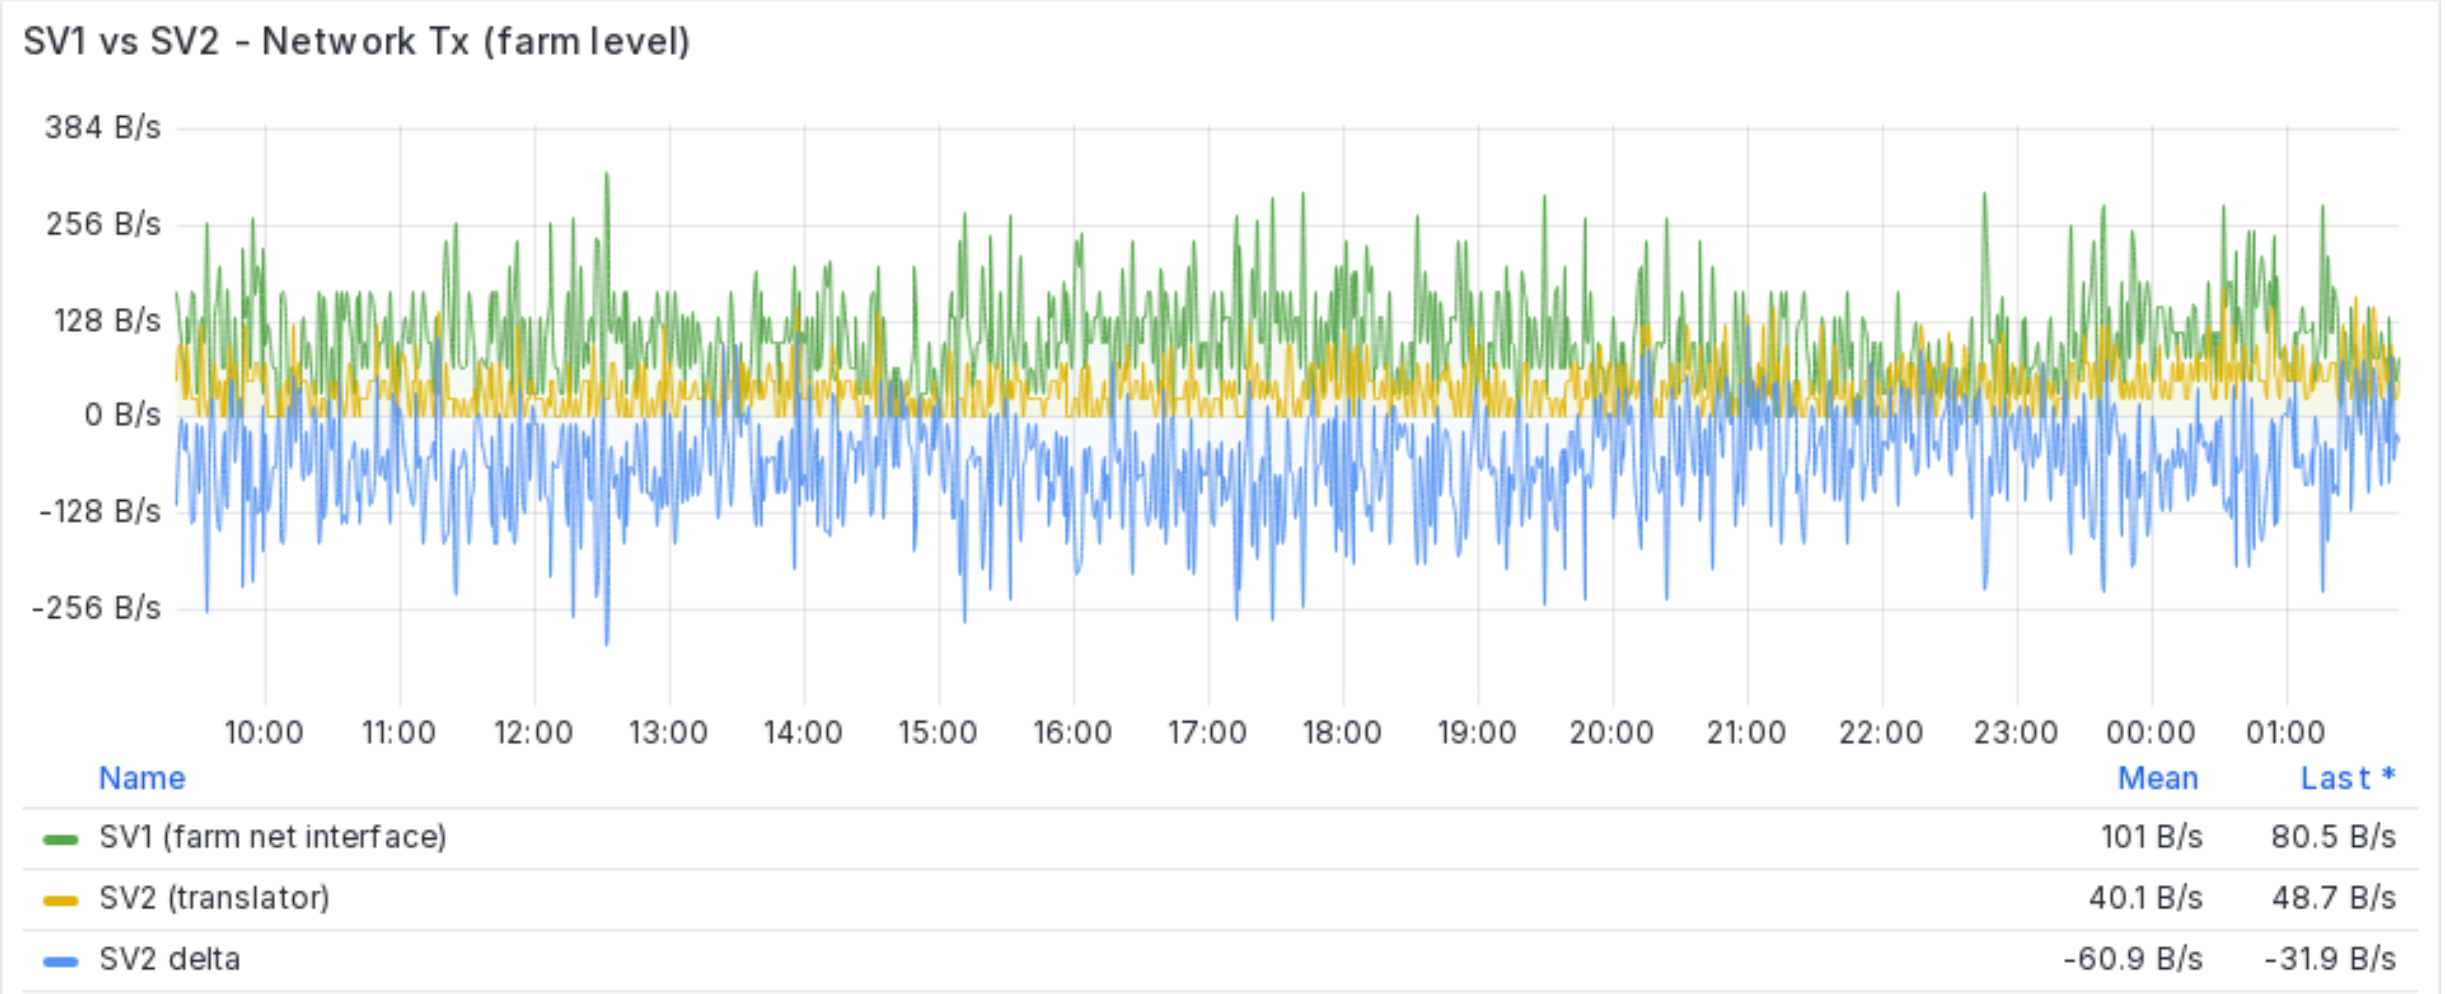 SV1 vs SV2 - Network Tx (farm level)
384 B/s
256 B/s
128 B/s
0 B/s
-128 B/s
-256 B/s
10:00 11:00 12:00 13:00 14:00 15:00 16:00 17:00 18:00 19:00 20:00 21:00 22:00 23:00 00:00 01:00
Name Mean Last *
SV1 (farm net interface) 101 B/s 80.5 B/s
SV2 (translator) 40.1 B/s 48.7 B/s
SV2 delta -60.9 B/s -31.9 B/s